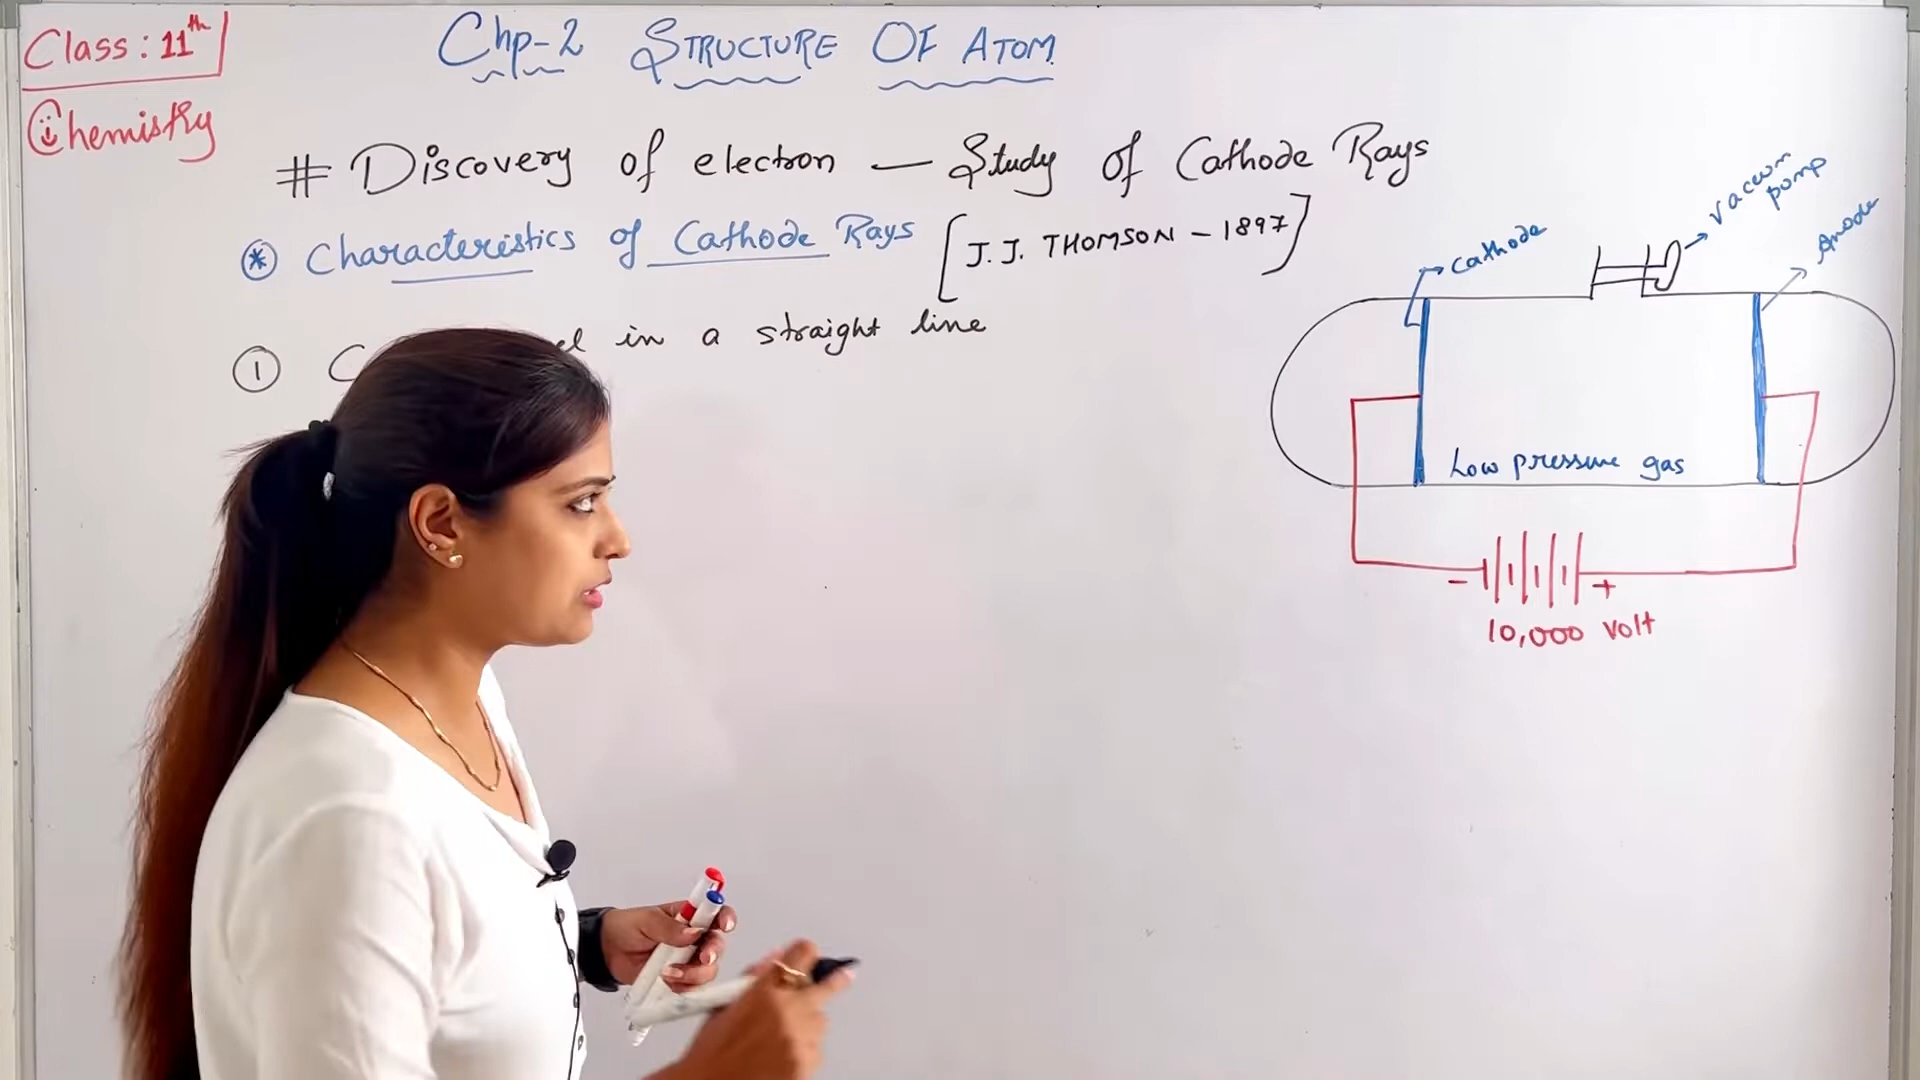 Class : 11th
Chemistry
Chp-2 STRUCTURE OF ATOM
# Discovery of electron — Study of Cathode Rays
* Characteristics of Cathode Rays [J.J. THOMSON - 1897]
① in a straight line
Cathode
Vaccum pump
Anode
Low pressure gas
- +
10,000 volt